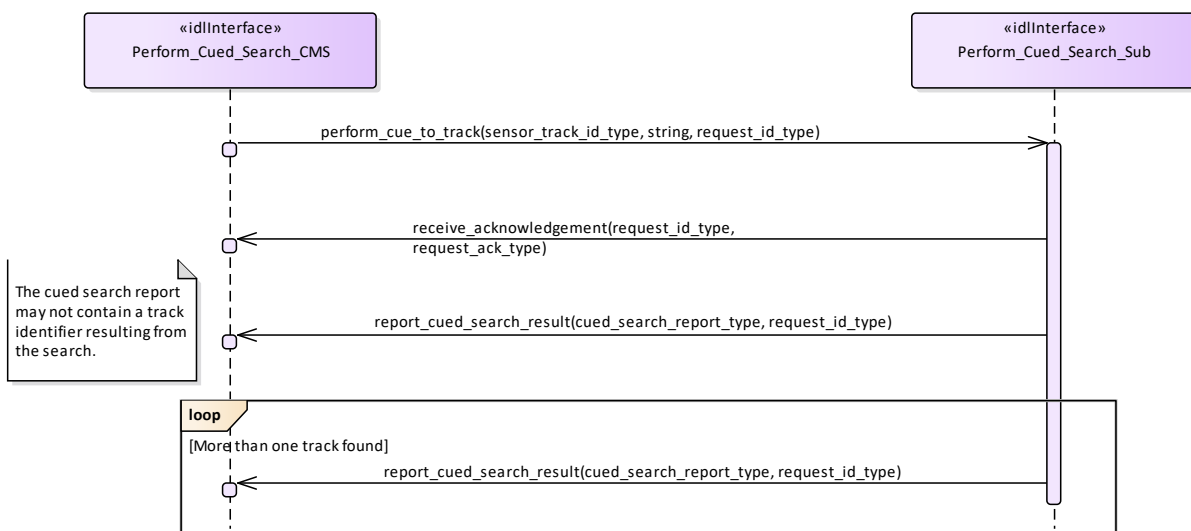 «idlInterface»
Perform_Cued_Search_CMS
«idlInterface»
Perform_Cued_Search_Sub
perform_cue_to_track(sensor_track_id_type, string, request_id_type)
receive_acknowledgement(request_id_type,
request_ack_type)
The cued search report
may not contain a track
identifier resulting from
the search.
report_cued_search_result(cued_search_report_type, request_id_type)
loop
[More than one track found]
report_cued_search_result(cued_search_report_type, request_id_type)